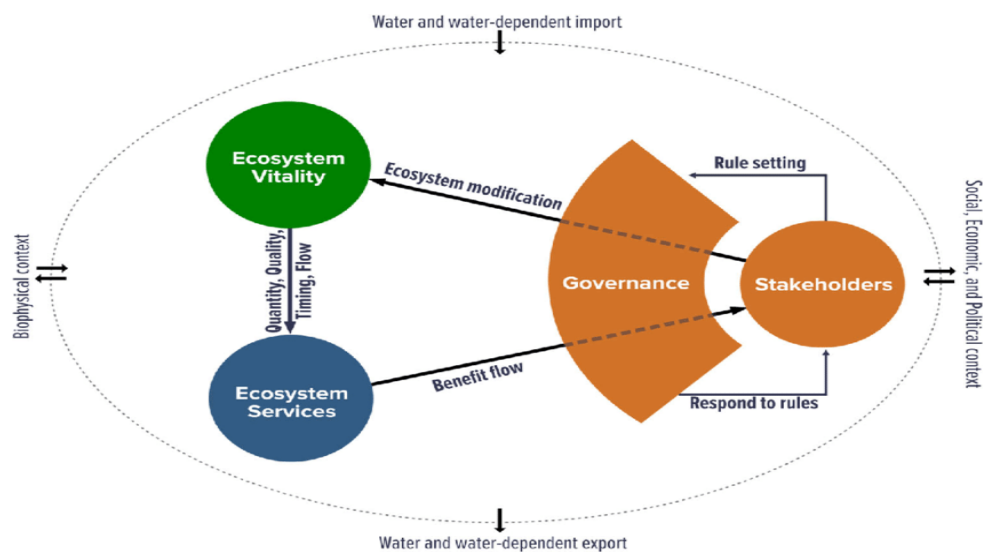 Water and water-dependent import
Ecosystem
Vitality
Ecosystem modification
Rule setting
Quantity, Quality,
Timing, Flow
Governance
Stakeholders
Biophysical context
Social, Economic, and Political context
Ecosystem
Services
Benefit flow
Respond to rules
Water and water-dependent export